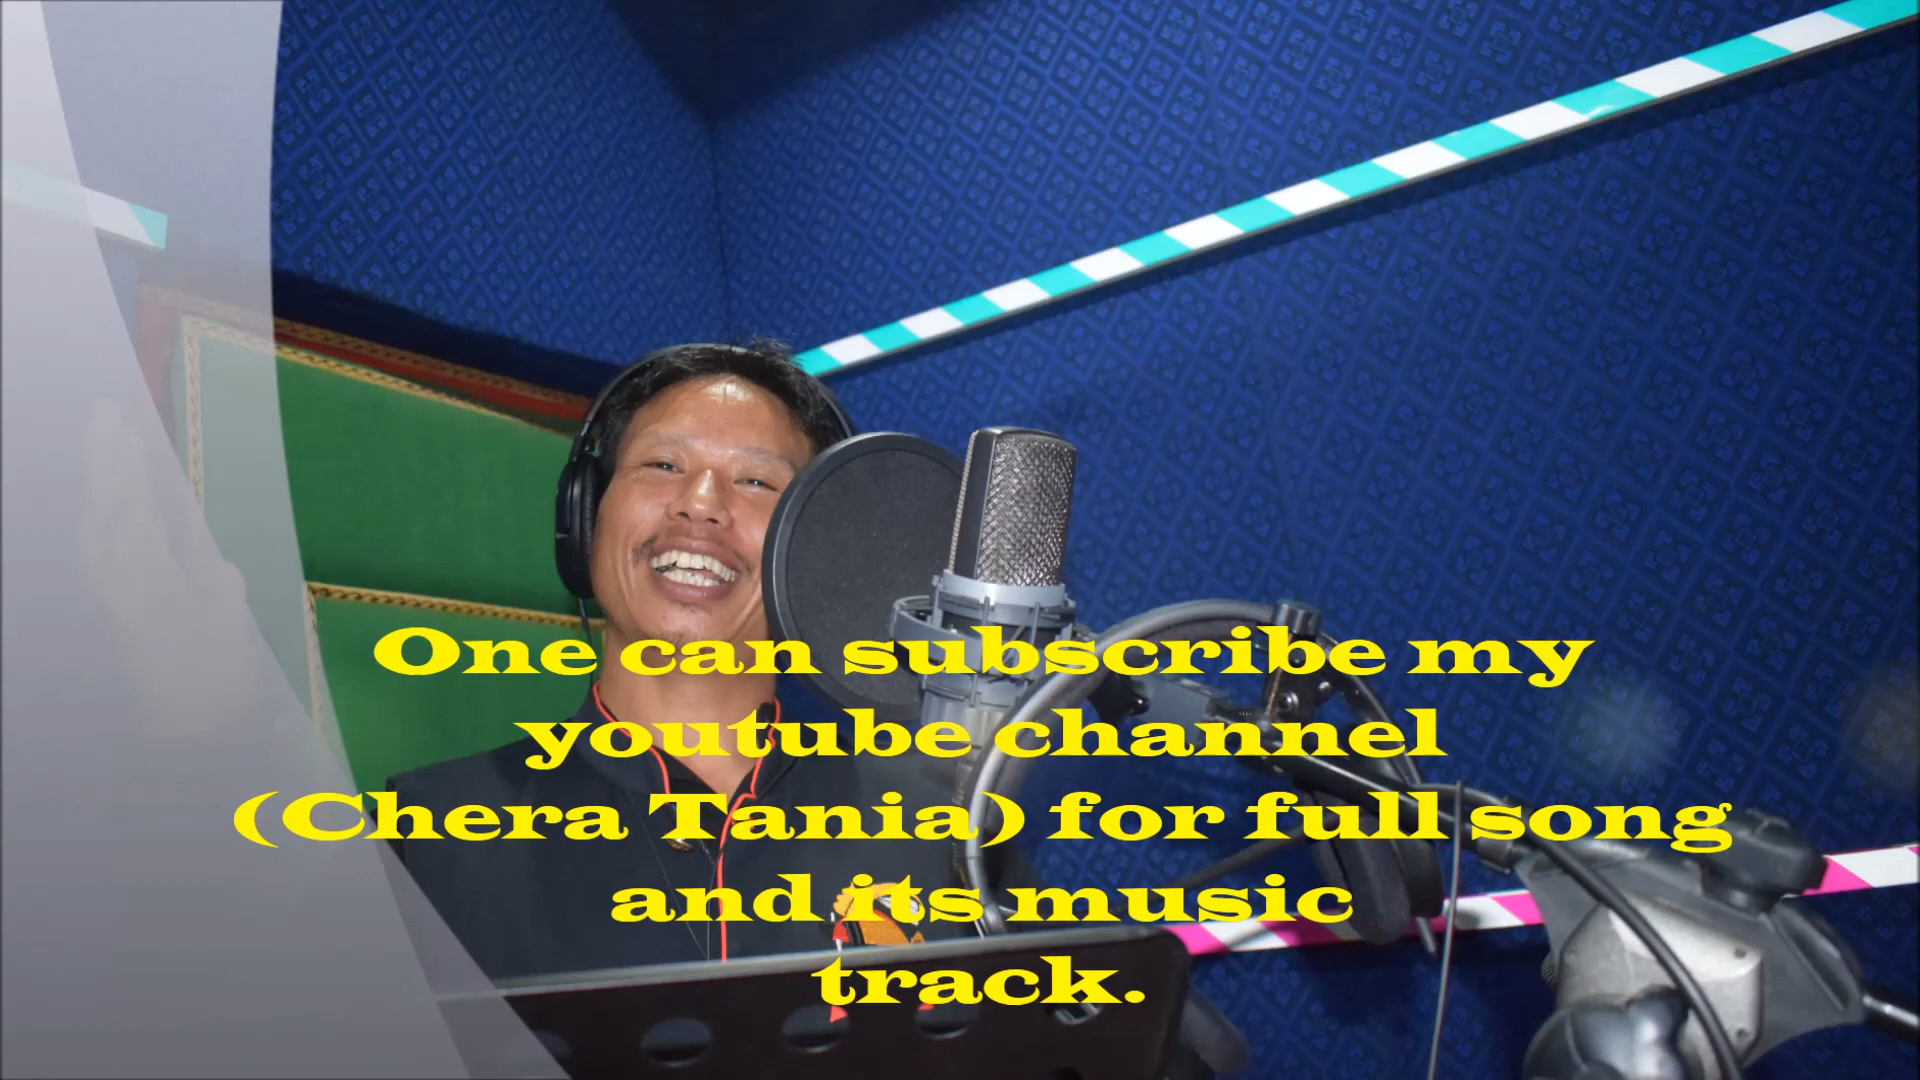 One can subscribe my
youtube channel
(Chera Tania) for full song
and its music
track.